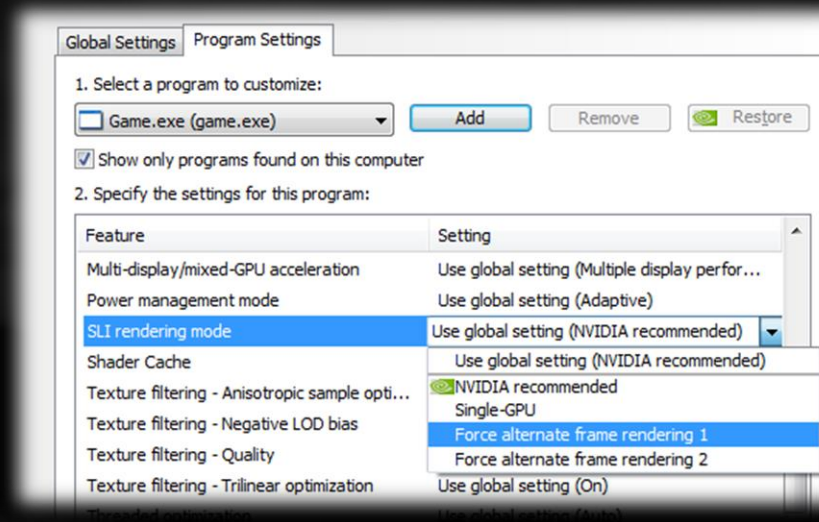 Global Settings Program Settings
1. Select a program to customize:
Game.exe (game.exe) Add Remove Restore
Show only programs found on this computer
2. Specify the settings for this program:
Feature Setting
Multi-display/mixed-GPU acceleration Use global setting (Multiple display perfor...
Power management mode Use global setting (Adaptive)
SLI rendering mode Use global setting (NVIDIA recommended)
Shader Cache Use global setting (NVIDIA recommended)
Texture filtering - Anisotropic sample opti... NVIDIA recommended
Single-GPU
Texture filtering - Negative LOD bias Force alternate frame rendering 1
Texture filtering - Quality Force alternate frame rendering 2
Texture filtering - Trilinear optimization Use global setting (On)
Threaded optimization Use global setting (Auto)